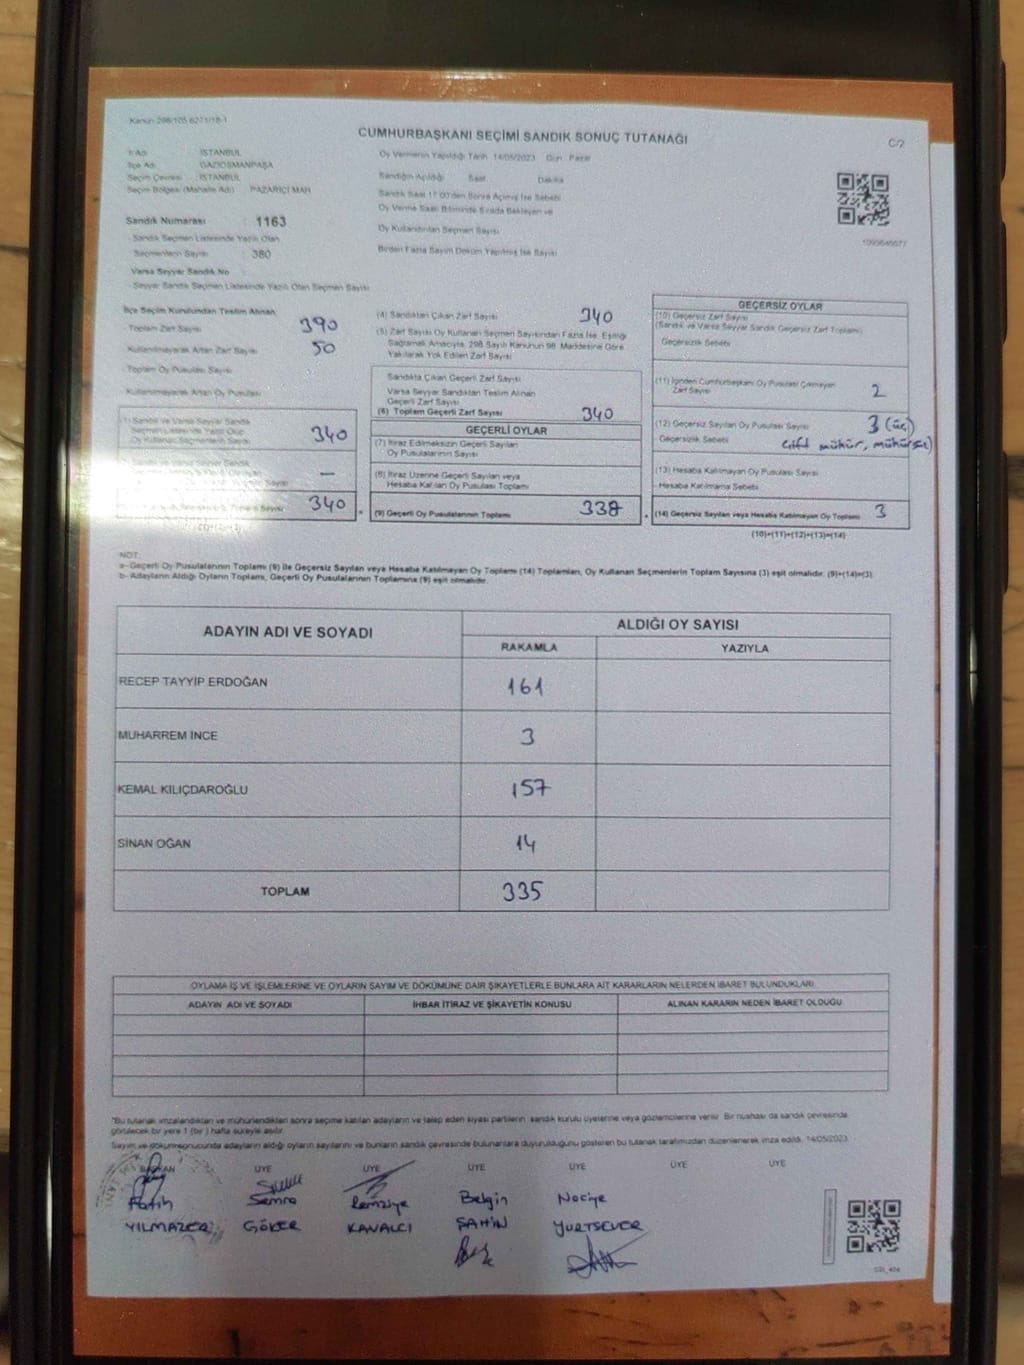 Kanun 298/105 6271/18-1
CUMHURBAŞKANI SEÇİMİ SANDIK SONUÇ TUTANAĞI
C/2
İl Adı : İSTANBUL
İlçe Adı : GAZİOSMANPAŞA
Seçim Çevresi : İSTANBUL
Seçim Bölgesi (Mahalle Adı) : PAZARİÇİ MAH
Sandık Numarası : 1163
Sandık Seçmen Listesinde Yazılı Olan
Seçmenlerin Sayısı : 380
Varsa Seyyar Sandık No
Seyyar Sandık Seçmen Listesinde Yazılı Olan Seçmen Sayısı
Oy Vermenin Yapıldığı Tarih 14/05/2023 Gün Pazar
Sandığın Açıldığı Saat Dakika
Sandık Saat 17:00'den Sonra Açılmış İse Sebebi
Oy Verme Saati Bitiminde Sırada Bekleyen ve
Oy Kullandırılan Seçmen Sayısı
Birden Fazla Sayım Döküm Yapılmış İse Sayısı
İlçe Seçim Kurulundan Teslim Alınan
Toplam Zarf Sayısı 390
Kullanılmayarak Artan Zarf Sayısı 50
Toplam Oy Pusulası Sayısı
Kullanılmayarak Artan Oy Pusulası
(1) Sandık ve Varsa Seyyar Sandık
Seçmen Listesinde Yazılı Olup
Oy Kullanan Seçmenlerin Sayısı 340
—
340
(4) Sandıktan Çıkan Zarf Sayısı 340
(5) Zarf Sayısı Oy Kullanan Seçmen Sayısından Fazla İse, Eşitliği
Sağlamak Amacıyla, 298 Sayılı Kanunun 98. Maddesine Göre
Yakılarak Yok Edilen Zarf Sayısı
Sandıkta Çıkan Geçerli Zarf Sayısı
Varsa Seyyar Sandıktan Teslim Alınan
Geçerli Zarf Sayısı
(6) Toplam Geçerli Zarf Sayısı 340
GEÇERLİ OYLAR
(7) İtiraz Edilmeksizin Geçerli Sayılan
Oy Pusulalarının Sayısı
(8) İtiraz Üzerine Geçerli Sayılan veya
Hesaba Katılan Oy Pusulası Toplamı
(9) Geçerli Oy Pusulalarının Toplamı 338
GEÇERSİZ OYLAR
(10) Geçersiz Zarf Sayısı
(Sandık ve Varsa Seyyar Sandık Geçersiz Zarf Toplamı)
Geçersizlik Sebebi
(11) İçinden Cumhurbaşkanı Oy Pusulası Çıkmayan
Zarf Sayısı 2
(12) Geçersiz Sayılan Oy Pusulası Sayısı 3 (üç)
Geçersizlik Sebebi çift mühür,
(13) Hesaba Katılmayan Oy Pusulası Sayısı
Hesaba Katılmama Sebebi
(14) Geçersiz Sayılan veya Hesaba Katılmayan Oy Toplamı 3
(10)+(11)+(12)+(13)=(14)
NOT:
a- Geçerli Oy Pusulalarının Toplamı (9) ile Geçersiz Sayılan veya Hesaba Katılmayan Oy Toplamı (14) Toplamları, Oy Kullanan Seçmenlerin Toplam Sayısına (3) eşit olmalıdır. (9)+(14)=(3)
b- Adayların Aldığı Oyların Toplamı, Geçerli Oy Pusulalarının Toplamına (9) eşit olmalıdır.
ADAYIN ADI VE SOYADI
ALDIĞI OY SAYISI
RAKAMLA YAZIYLA
RECEP TAYYİP ERDOĞAN 161
MUHARREM İNCE 3
KEMAL KILIÇDAROĞLU 157
SİNAN OĞAN 14
TOPLAM 335
OYLAMA İŞ VE İŞLEMLERİNE VE OYLARIN SAYIM VE DÖKÜMÜNE DAİR ŞİKAYETLERLE BUNLARA AİT KARARLARIN NELERDEN İBARET BULUNDUKLARI
ADAYIN ADI VE SOYADI İHBAR İTİRAZ VE ŞİKAYETİN KONUSU ALINAN KARARIN NEDEN İBARET OLDUĞU
"Bu tutanak imzalandıktan ve mühürlendikten sonra seçime katılan adayların ve talep eden siyasi partilerin sandık kurulu üyelerine veya gözlemcilerine verilir. Bir nüshası da sandık çevresinde
görülecek bir yere 1 (bir) hafta süreyle asılır.
Sayım ve döküm sonucunda adayların aldığı oyların sayılarını ve bunların sandık çevresinde bulunanlara duyurulduğunu gösteren bu tutanak tarafımızdan düzenlenerek imza edildi. 14/05/2023
BAŞKAN ÜYE ÜYE ÜYE ÜYE ÜYE ÜYE
Fatih Semra Remziye Belgin Naciye
YILMAZER GÖKER KANALCI ŞAHİN YURTSEVER